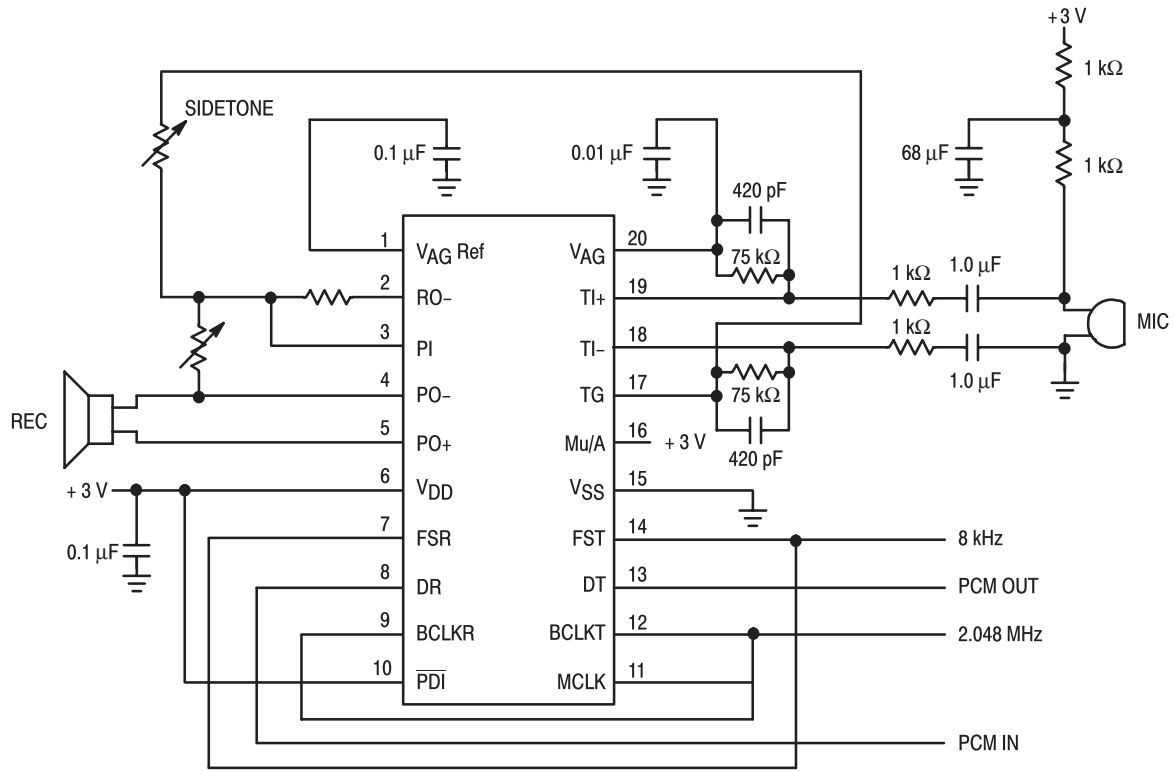 + 3 V
1 kΩ
SIDETONE
0.1 µF
0.01 µF
68 µF
1 kΩ
420 pF
1
VAG Ref
VAG
20
75 kΩ
1 kΩ
1.0 µF
2
RO–
TI+
19
1 kΩ
MIC
3
PI
TI–
18
1.0 µF
4
PO–
TG
17
75 kΩ
REC
5
PO+
Mu/A
16
+ 3 V
420 pF
+ 3 V
6
VDD
VSS
15
7
FSR
FST
14
8 kHz
0.1 µF
8
DR
DT
13
PCM OUT
9
BCLKR
BCLKT
12
2.048 MHz
10
PDI
MCLK
11
PCM IN